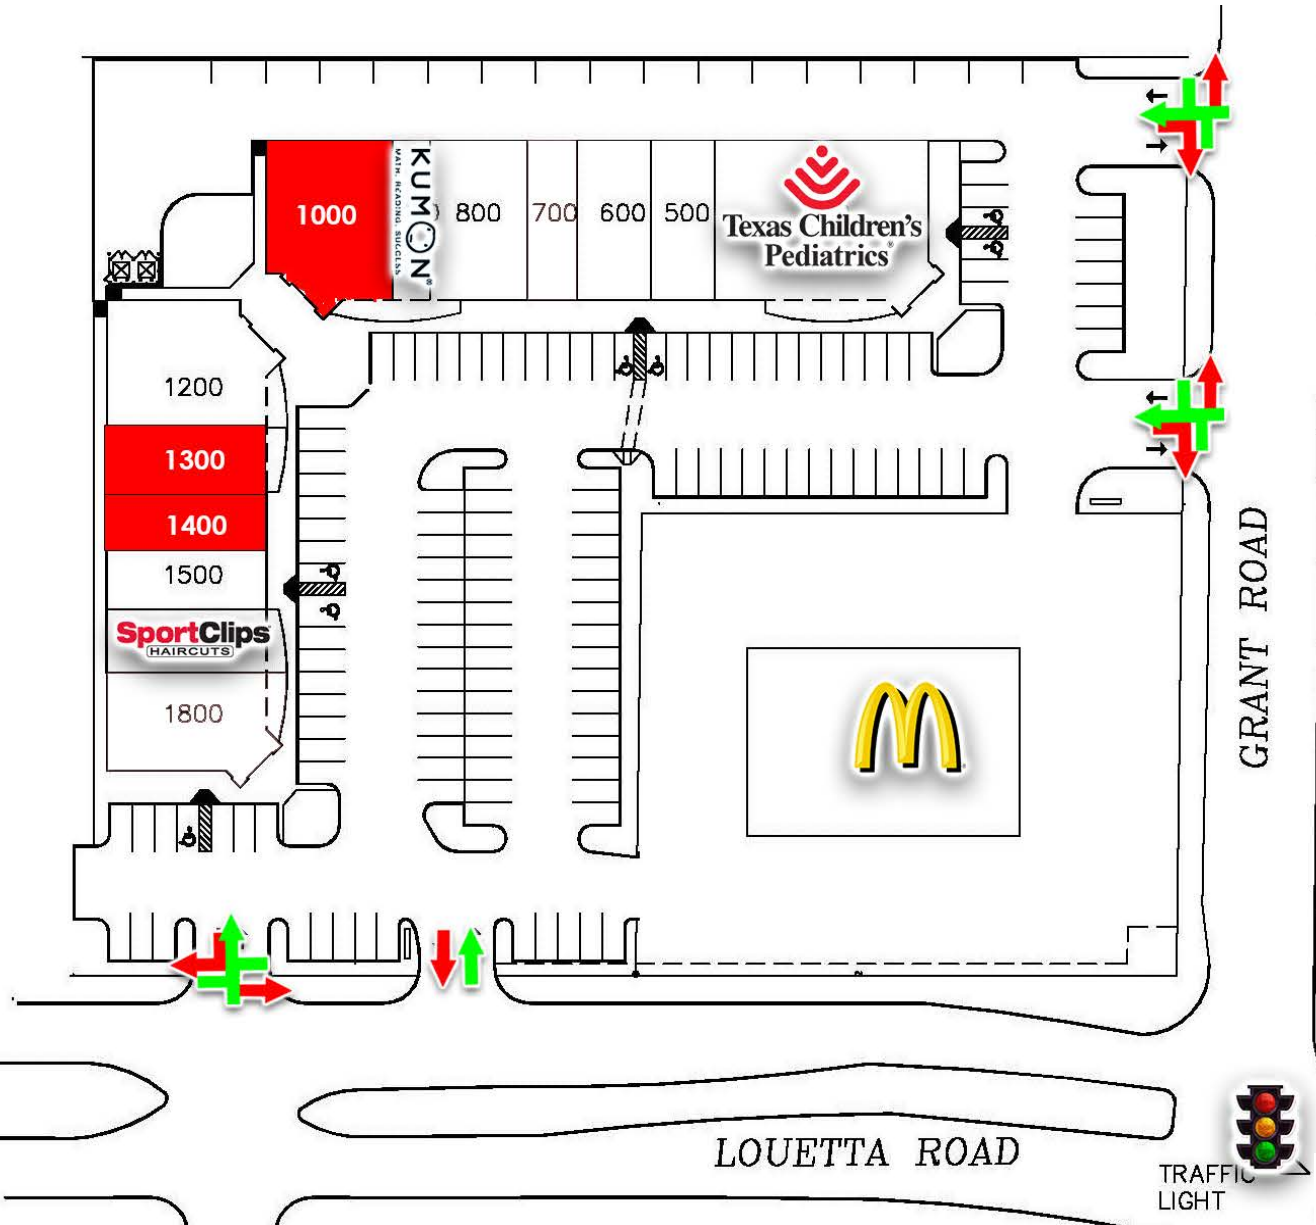 1000
KUMON
MATH. READING. SUCCESS
800
700
600
500
Texas Children's
Pediatrics
1200
1300
1400
1500
SportClips
HAIRCUTS
1800
M
GRANT ROAD
LOUETTA ROAD
TRAFFIC
LIGHT